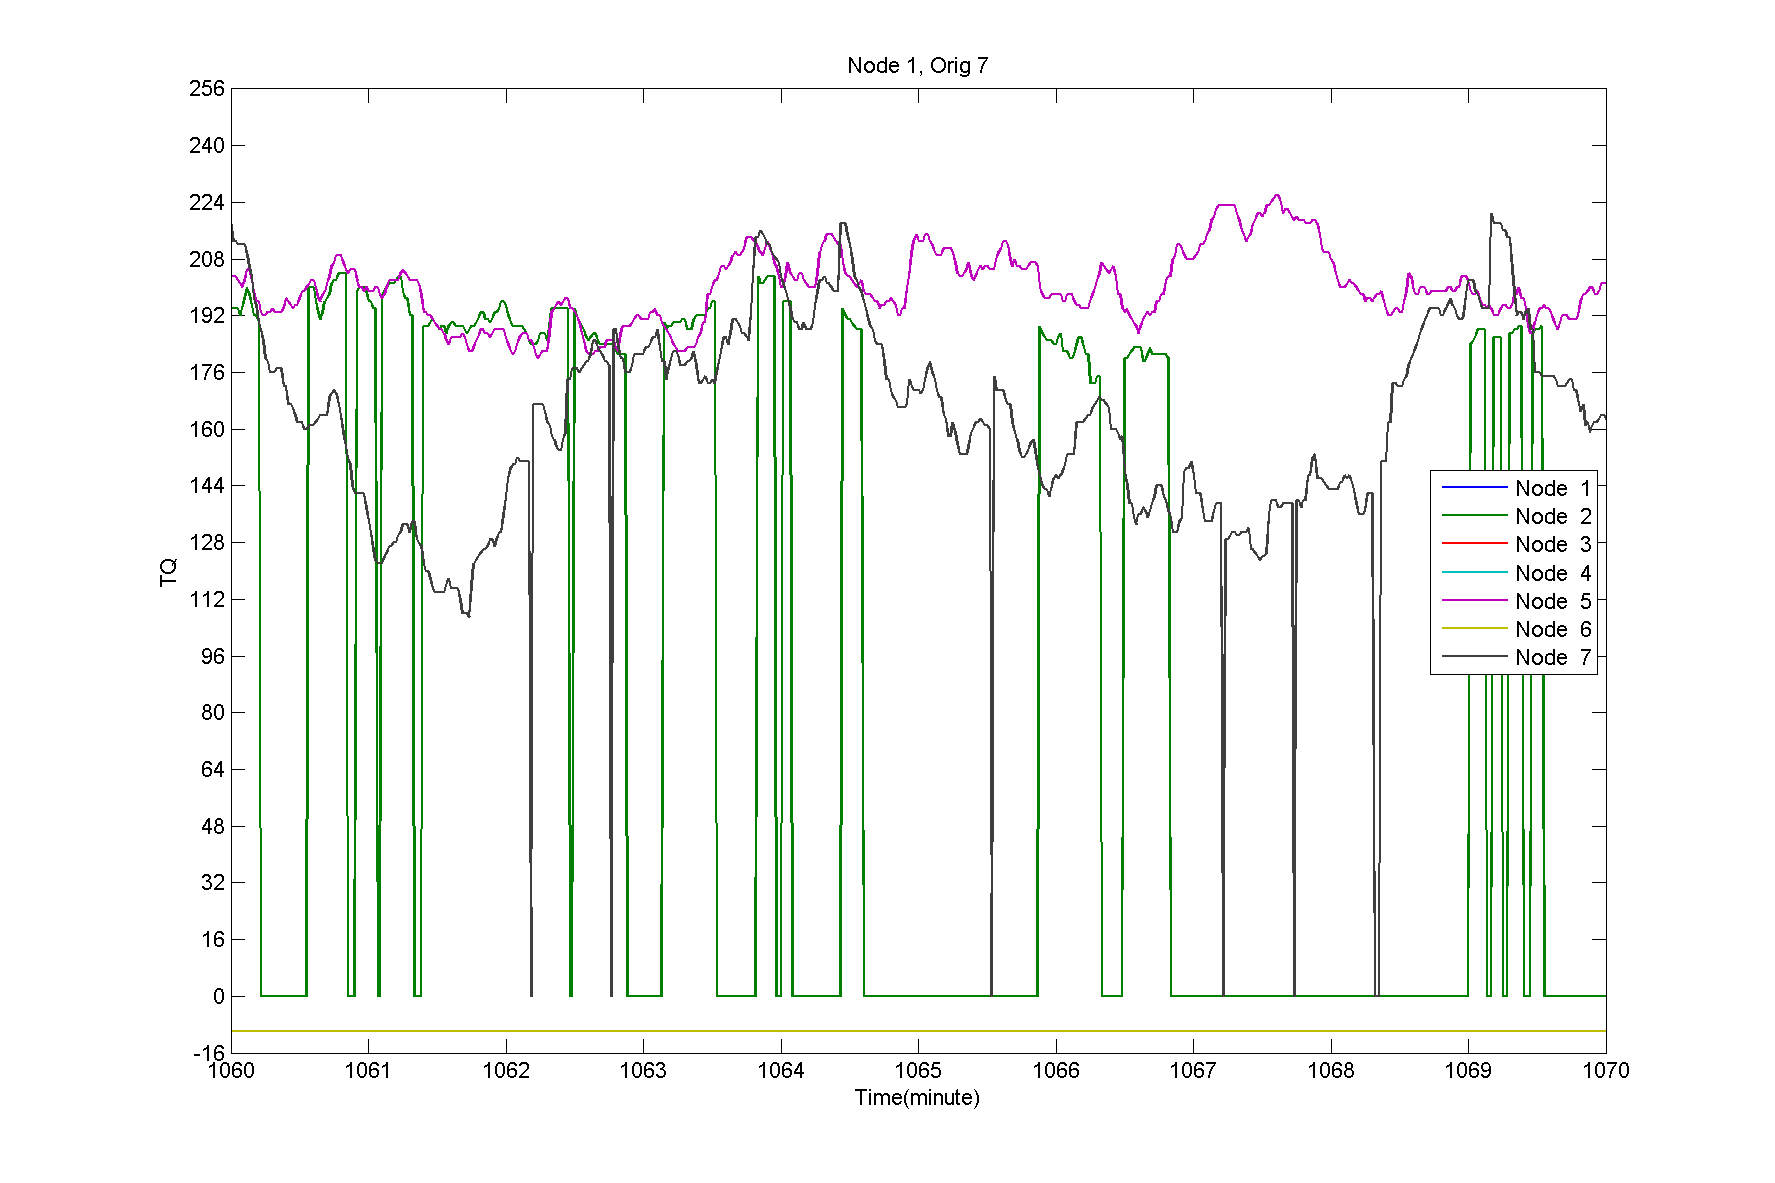 Node 1, Orig 7
256
240
224
208
192
176
160
144
128
112
96
80
64
48
32
16
0
-16
TQ
Node 1
Node 2
Node 3
Node 4
Node 5
Node 6
Node 7
1060 1061 1062 1063 1064 1065 1066 1067 1068 1069 1070
Time(minute)